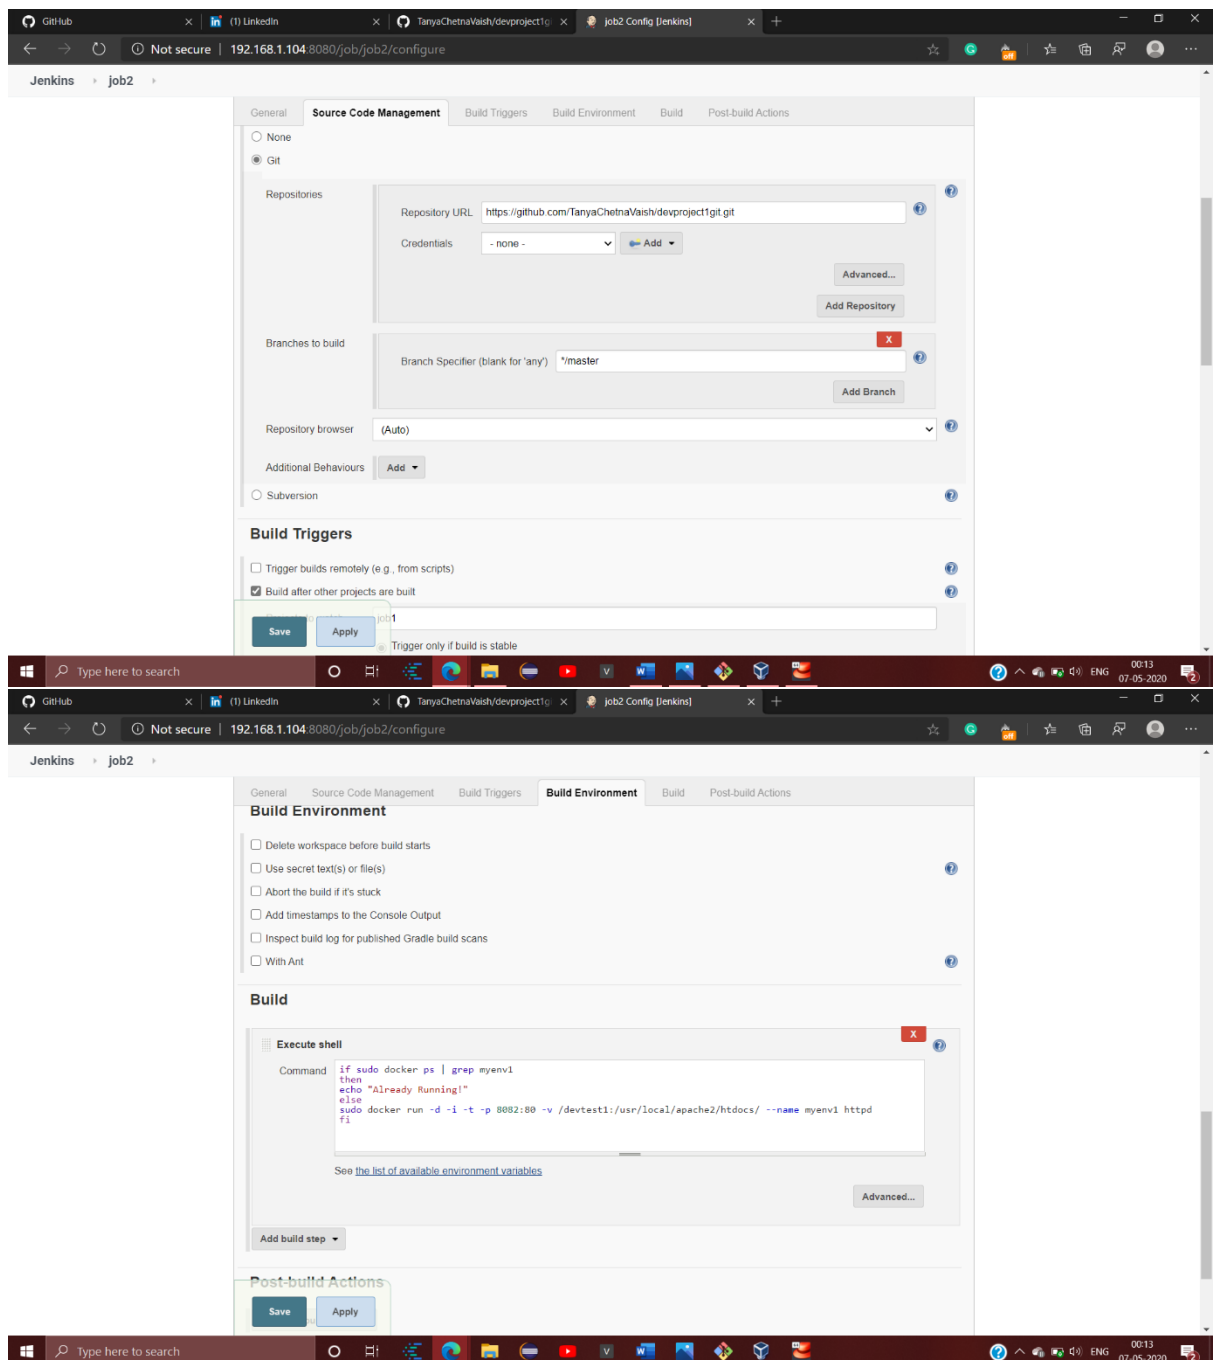 GitHub
(1) LinkedIn
TanyaChetnaVaish/devproject1gi
job2 Config [Jenkins]
Not secure | 192.168.1.104:8080/job/job2/configure
off
Jenkins job2
General Source Code Management Build Triggers Build Environment Build Post-build Actions
None
Git
Repositories
Repository URL https://github.com/TanyaChetnaVaish/devproject1git.git
Credentials - none - Add
Advanced...
Add Repository
Branches to build X
Branch Specifier (blank for 'any') */master
Add Branch
Repository browser (Auto)
Additional Behaviours Add
Subversion
Build Triggers
Trigger builds remotely (e.g., from scripts)
Build after other projects are built
job1
Save Apply
Trigger only if build is stable
Type here to search
ENG 00:13
07-05-2020
2
GitHub
(1) LinkedIn
TanyaChetnaVaish/devproject1gi
job2 Config [Jenkins]
Not secure | 192.168.1.104:8080/job/job2/configure
off
Jenkins job2
General Source Code Management Build Triggers Build Environment Build Post-build Actions
Build Environment
Delete workspace before build starts
Use secret text(s) or file(s)
Abort the build if it's stuck
Add timestamps to the Console Output
Inspect build log for published Gradle build scans
With Ant
Build
X
Execute shell
Command if sudo docker ps | grep myenv1
then
echo "Already Running!"
else
sudo docker run -d -i -t -p 8082:80 -v /devtest1:/usr/local/apache2/htdocs/ --name myenv1 httpd
fi
See the list of available environment variables
Advanced...
Add build step
Post-build Actions
Save Apply
Type here to search
ENG 00:13
07-05-2020
2